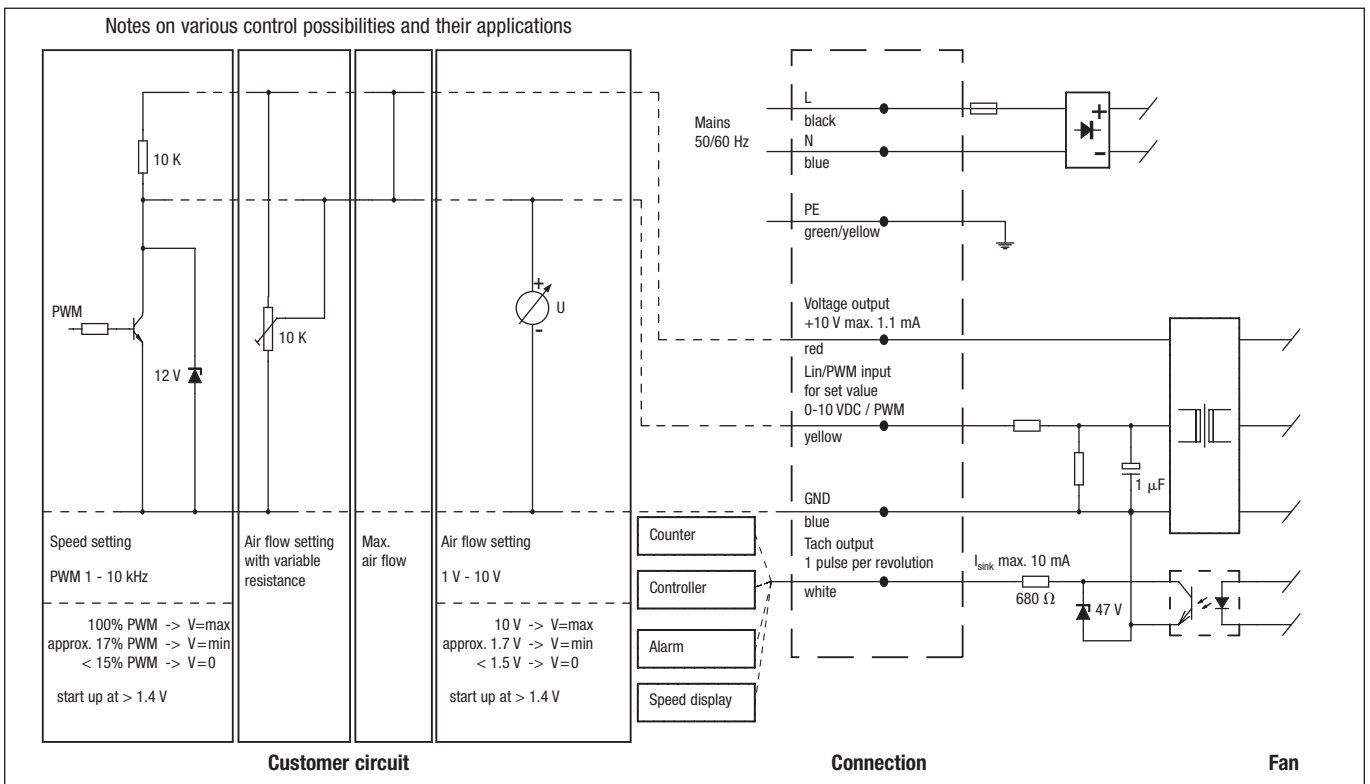 Notes on various control possibilities and their applications
10 K
PWM
12 V
10 K
+
U
-
Speed setting
PWM 1 - 10 kHz
100% PWM -> V=max
approx. 17% PWM -> V=min
< 15% PWM -> V=0
start up at > 1.4 V
Air flow setting
with variable
resistance
Max.
air flow
Air flow setting
1 V - 10 V
10 V -> V=max
approx. 1.7 V -> V=min
< 1.5 V -> V=0
start up at > 1.4 V
Counter
Controller
Alarm
Speed display
Mains
50/60 Hz
L
black
N
blue
PE
green/yellow
Voltage output
+10 V max. 1.1 mA
red
Lin/PWM input
for set value
0-10 VDC / PWM
yellow
GND
blue
Tach output
1 pulse per revolution
white
+
-
1 µF
Isink max. 10 mA
680 Ω
47 V
Customer circuit
Connection
Fan